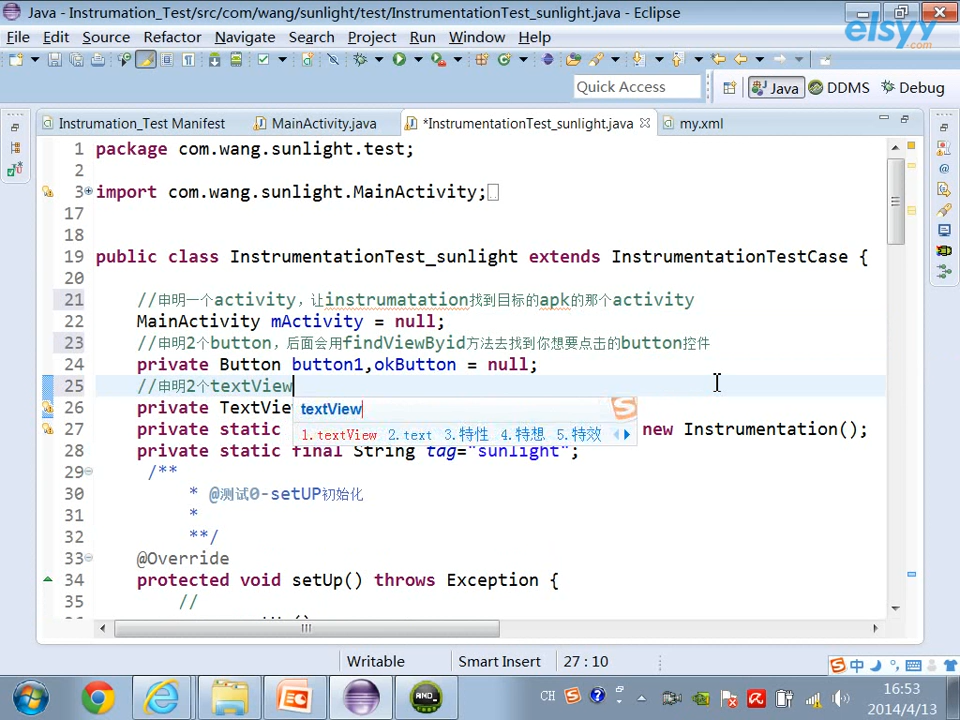 Java - Instrumation_Test/src/com/wang/sunlight/test/InstrumentationTest_sunlight.java - Eclipse
elsyy
.com
File Edit Source Refactor Navigate Search Project Run Window Help
Quick Access
Java DDMS Debug
Instrumation_Test Manifest MainActivity.java *InstrumentationTest_sunlight.java my.xml
1 package com.wang.sunlight.test;
2
3 import com.wang.sunlight.MainActivity;
17
18
19 public class InstrumentationTest_sunlight extends InstrumentationTestCase {
20
21 //申明一个activity，让instrumatation找到目标的apk的那个activity
22 MainActivity mActivity = null;
23 //申明2个button，后面会用findViewByid方法去找到你想要点击的button控件
24 private Button button1,okButton = null;
25 //申明2个textView
26 private TextVie
textView
27 private static new Instrumentation();
1.textView 2.text 3.特性 4.特想 5.特效
28 private static final String tag="sunlight";
29 /**
30 * @测试0-setUP初始化
31 *
32 **/
33 @Override
34 protected void setUp() throws Exception {
35 //
Writable Smart Insert 27 : 10
中
CH
16:53
2014/4/13